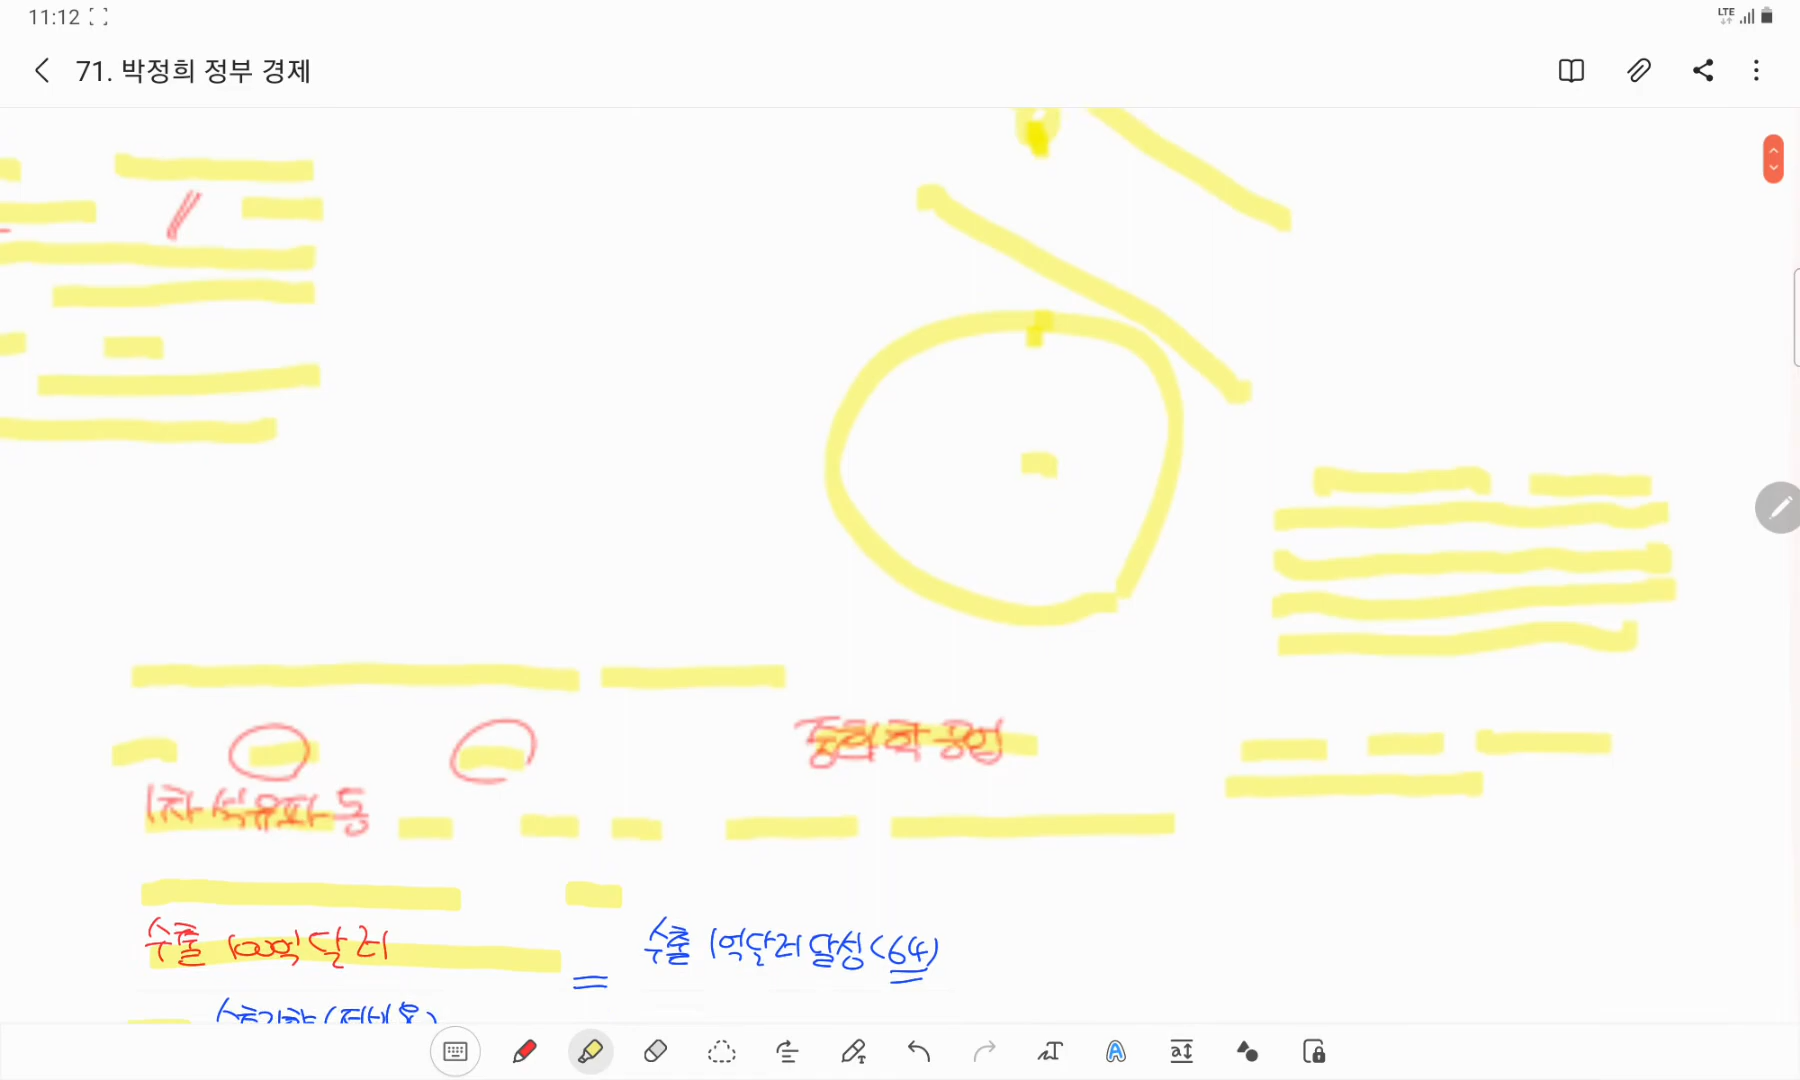 11:12
LTE
71. 박정희 정부 경제
중화학 공업
1차 석유파동
수출 100억달러
수출 1억달러 달성(64)